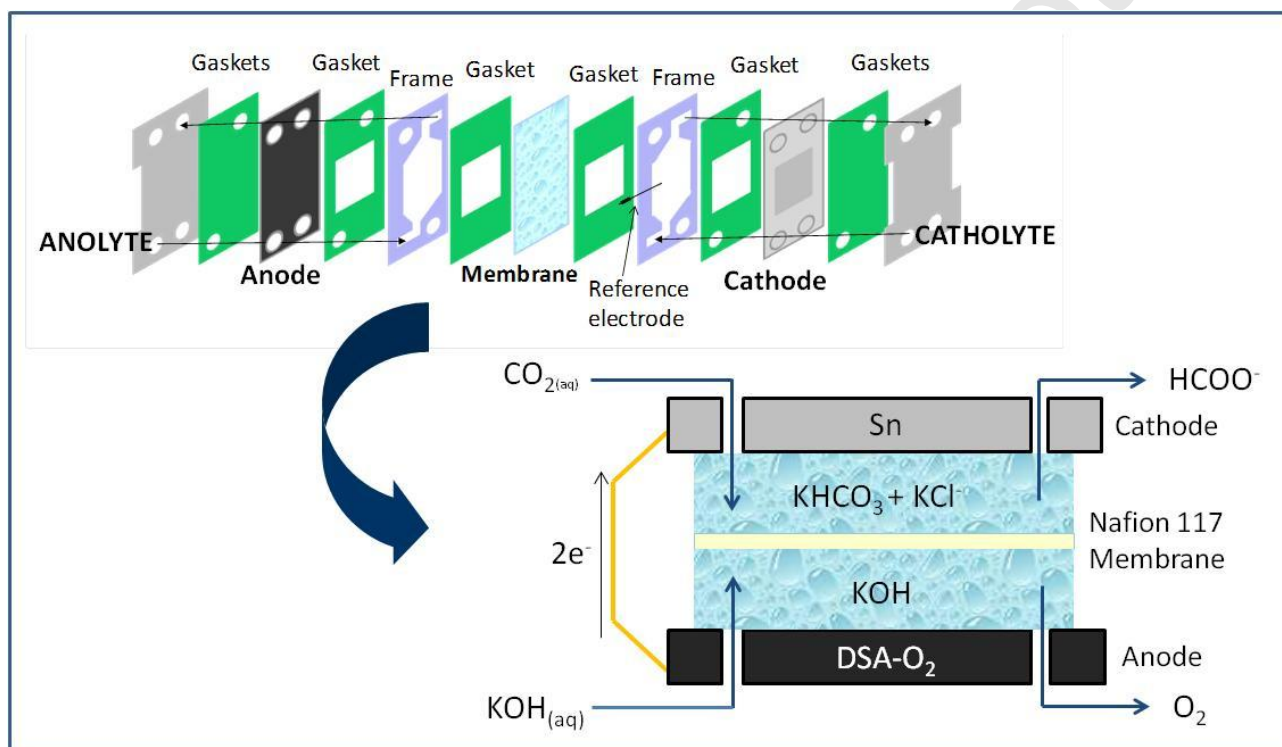 Gaskets
Gasket
Frame
Gasket
Gasket
Frame
Gasket
Gaskets
ANOLYTE
CATHOLYTE
Anode
Membrane
Reference
electrode
Cathode
CO₂(aq)
HCOO⁻
Sn
Cathode
KHCO₃ + KCl⁻
2e⁻
Nafion 117
Membrane
KOH
DSA-O₂
Anode
KOH(aq)
O₂